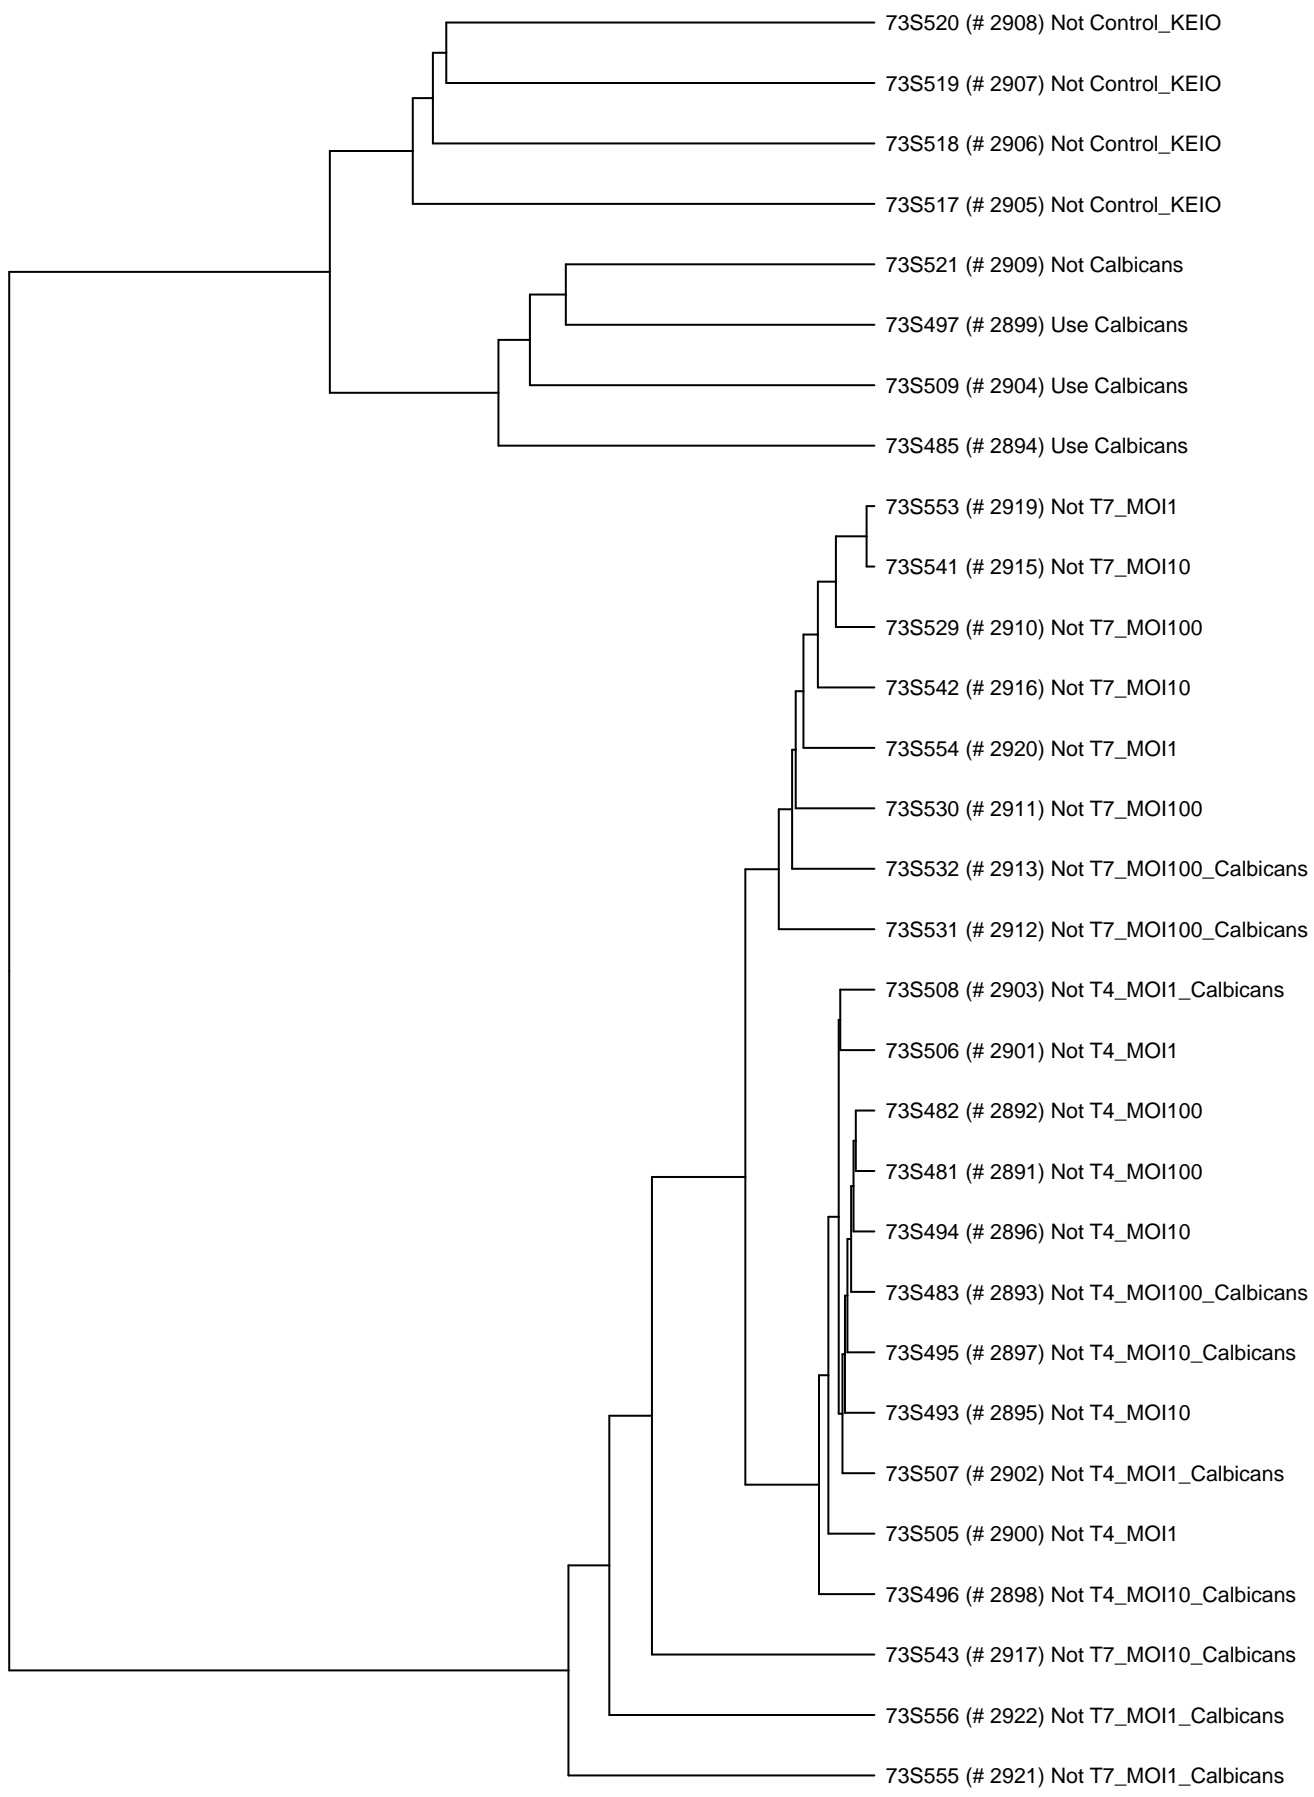 73S520 (# 2908) Not Control_KEIO
73S519 (# 2907) Not Control_KEIO
73S518 (# 2906) Not Control_KEIO
73S517 (# 2905) Not Control_KEIO
73S521 (# 2909) Not Calbicans
73S497 (# 2899) Use Calbicans
73S509 (# 2904) Use Calbicans
73S485 (# 2894) Use Calbicans
73S553 (# 2919) Not T7_MOI1
73S541 (# 2915) Not T7_MOI10
73S529 (# 2910) Not T7_MOI100
73S542 (# 2916) Not T7_MOI10
73S554 (# 2920) Not T7_MOI1
73S530 (# 2911) Not T7_MOI100
73S532 (# 2913) Not T7_MOI100_Calbicans
73S531 (# 2912) Not T7_MOI100_Calbicans
73S508 (# 2903) Not T4_MOI1_Calbicans
73S506 (# 2901) Not T4_MOI1
73S482 (# 2892) Not T4_MOI100
73S481 (# 2891) Not T4_MOI100
73S494 (# 2896) Not T4_MOI10
73S483 (# 2893) Not T4_MOI100_Calbicans
73S495 (# 2897) Not T4_MOI10_Calbicans
73S493 (# 2895) Not T4_MOI10
73S507 (# 2902) Not T4_MOI1_Calbicans
73S505 (# 2900) Not T4_MOI1
73S496 (# 2898) Not T4_MOI10_Calbicans
73S543 (# 2917) Not T7_MOI10_Calbicans
73S556 (# 2922) Not T7_MOI1_Calbicans
73S555 (# 2921) Not T7_MOI1_Calbicans